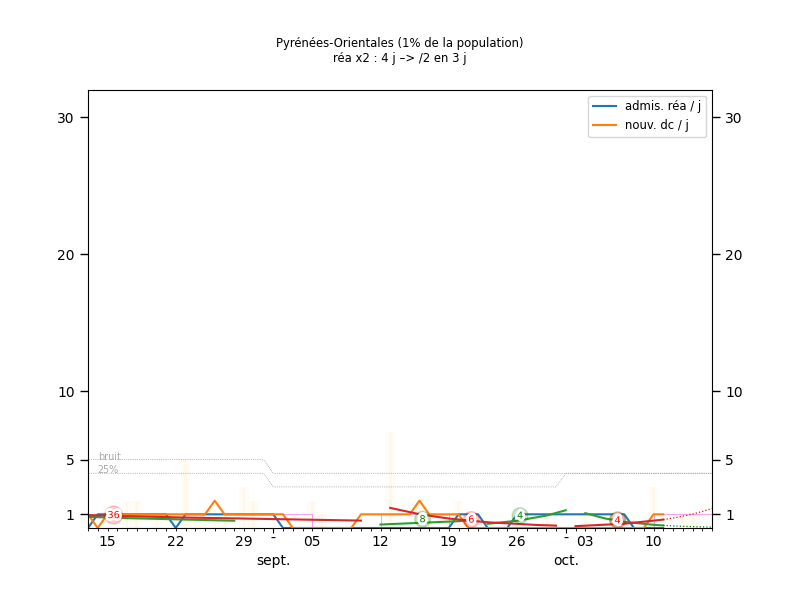 Pyrénées-Orientales (1% de la population)
réa x2 : 4 j –> /2 en 3 j
admis. réa / j
nouv. dc / j
30 30
20 20
10 10
bruit
5 5
25%
1 36 8 6 4 4 1
15 22 29 - 05 12 19 26 - 03 10
sept. oct.